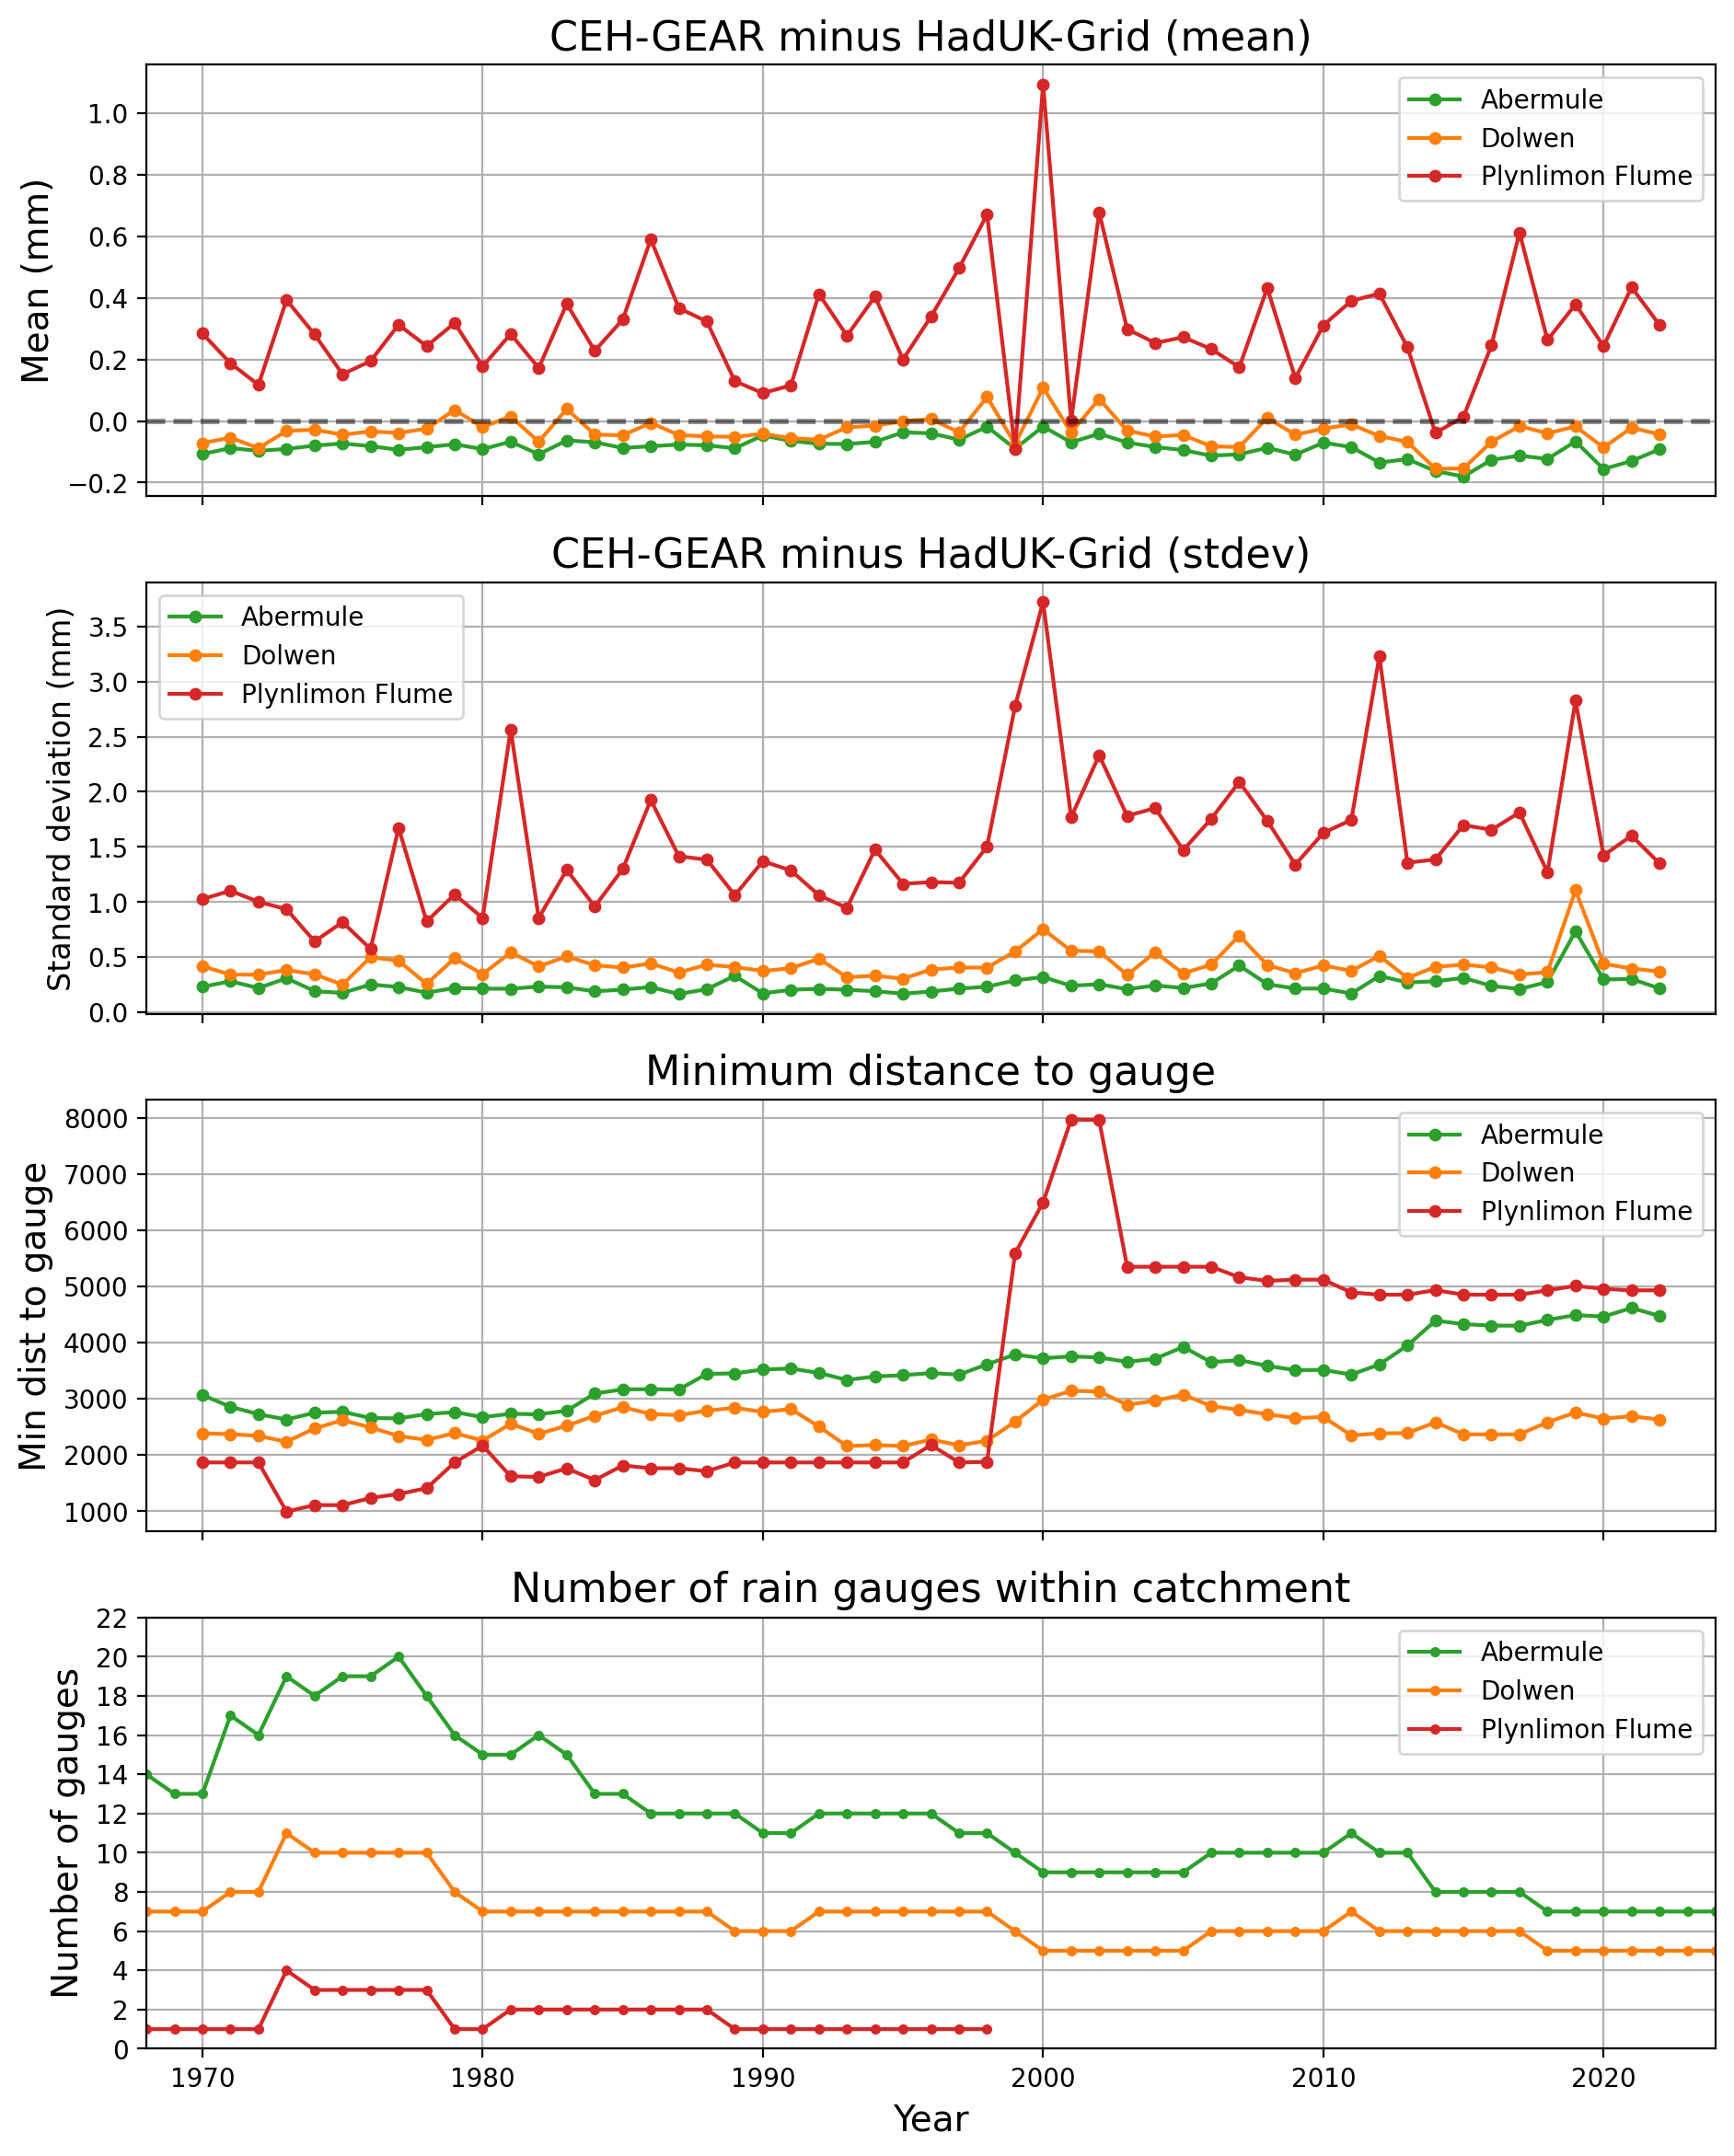 CEH-GEAR minus HadUK-Grid (mean)
Mean (mm)
1.0
0.8
0.6
0.4
0.2
0.0
−0.2
Abermule
Dolwen
Plynlimon Flume
CEH-GEAR minus HadUK-Grid (stdev)
Standard deviation (mm)
3.5
3.0
2.5
2.0
1.5
1.0
0.5
0.0
Abermule
Dolwen
Plynlimon Flume
Minimum distance to gauge
Min dist to gauge
8000
7000
6000
5000
4000
3000
2000
1000
Abermule
Dolwen
Plynlimon Flume
Number of rain gauges within catchment
Number of gauges
22
20
18
16
14
12
10
8
6
4
2
0
Abermule
Dolwen
Plynlimon Flume
1970 1980 1990 2000 2010 2020
Year